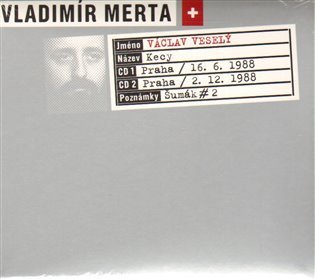 VLADIMÍR MERTA +
Jméno VÁCLAV VESELÝ
Název Kecy
CD 1 Praha / 16. 6. 1988
CD 2 Praha / 2. 12. 1988
Poznámky Šumák # 2